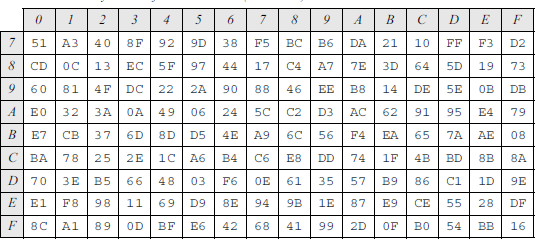 0 1 2 3 4 5 6 7 8 9 A B C D E F
7 51 A3 40 8F 92 9D 38 F5 BC B6 DA 21 10 FF F3 D2
8 CD 0C 13 EC 5F 97 44 17 C4 A7 7E 3D 64 5D 19 73
9 60 81 4F DC 22 2A 90 88 46 EE B8 14 DE 5E 0B DB
A E0 32 3A 0A 49 06 24 5C C2 D3 AC 62 91 95 E4 79
B E7 CB 37 6D 8D D5 4E A9 6C 56 F4 EA 65 7A AE 08
C BA 78 25 2E 1C A6 B4 C6 E8 DD 74 1F 4B BD 8B 8A
D 70 3E B5 66 48 03 F6 0E 61 35 57 B9 86 C1 1D 9E
E E1 F8 98 11 69 D9 8E 94 9B 1E 87 E9 CE 55 28 DF
F 8C A1 89 0D BF E6 42 68 41 99 2D 0F B0 54 BB 16